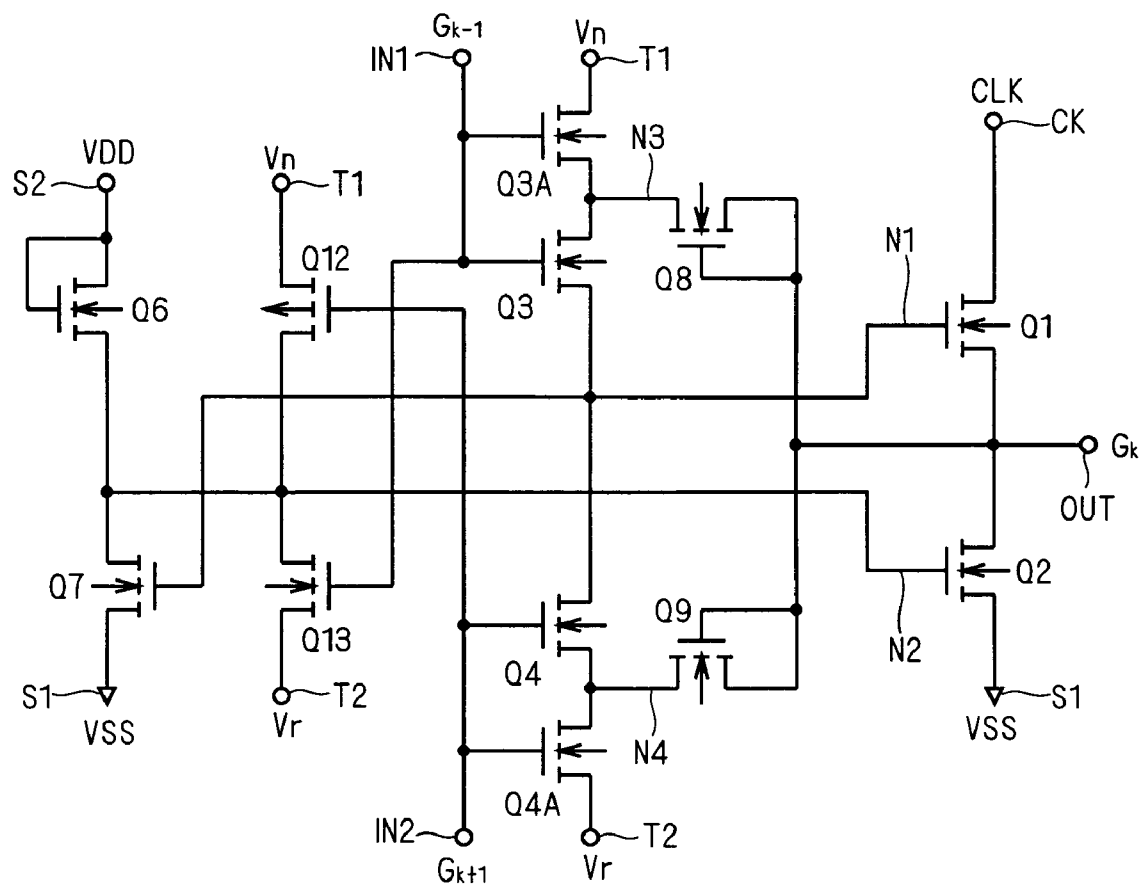 Gk-1
IN1
Vn
T1
CLK
CK
VDD
S2
Vn
T1
Q3A
N3
Q12
Q3
Q8
N1
Q6
Q1
Gk
OUT
Q7
Q13
Q9
Q2
Q4
N2
S1
VSS
T2
Vr
N4
S1
VSS
Q4A
IN2
Gk+1
T2
Vr